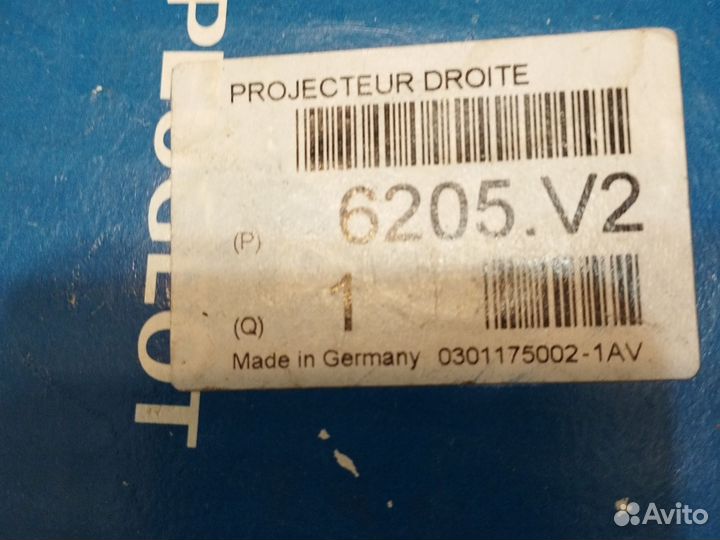 PEUGEOT
PROJECTEUR DROITE
(P) 6205.V2
(Q) 1
Made in Germany 0301175002-1AV
Avito